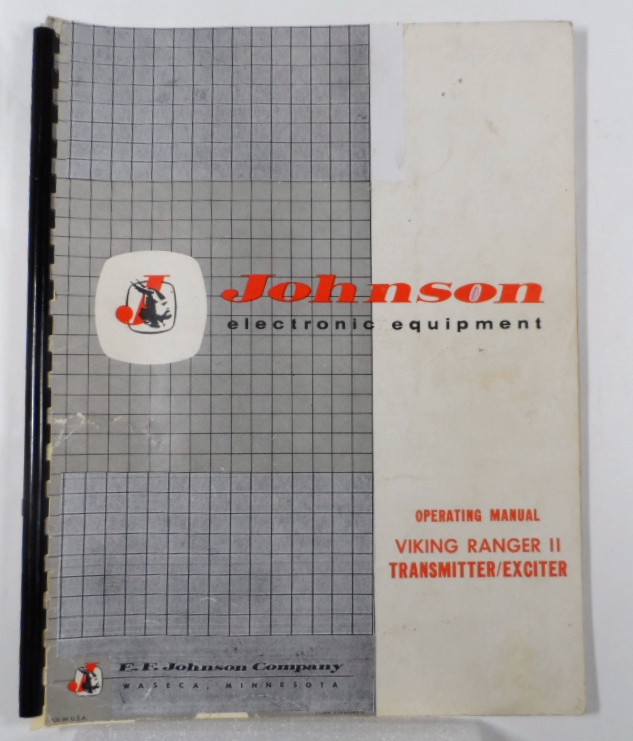 J
Johnson
electronic equipment
OPERATING MANUAL
VIKING RANGER II
TRANSMITTER/EXCITER
J
E. F. Johnson Company
WASECA, MINNESOTA